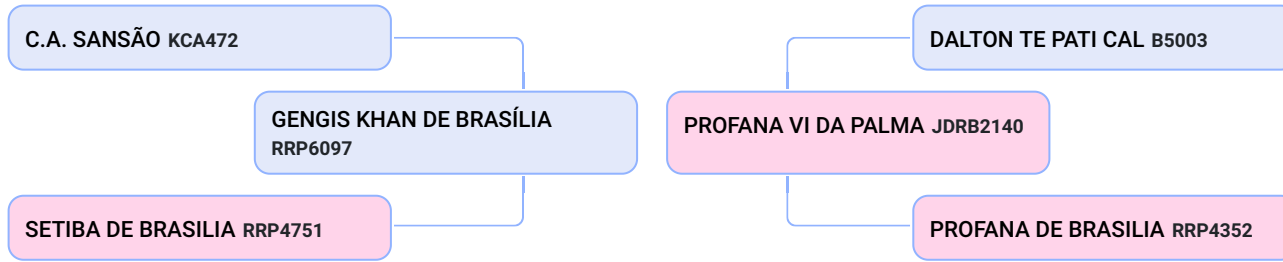 C.A. SANSÃO KCA472
DALTON TE PATI CAL B5003
GENGIS KHAN DE BRASÍLIA
RRP6097
PROFANA VI DA PALMA JDRB2140
SETIBA DE BRASILIA RRP4751
PROFANA DE BRASILIA RRP4352